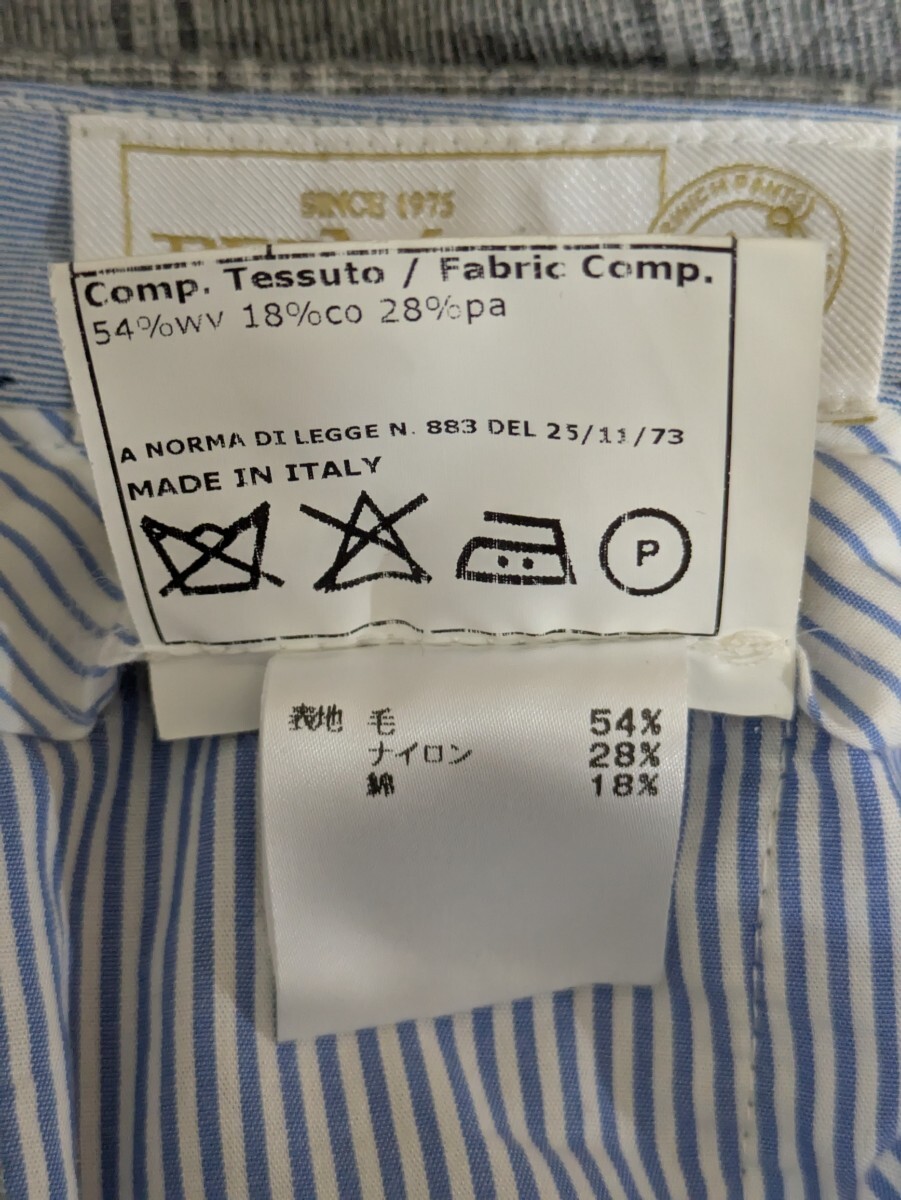 SINCE 1975
Comp. Tessuto / Fabric Comp.
54%wv 18%co 28%pa
A NORMA DI LEGGE N. 883 DEL 25/11/73
MADE IN ITALY
P
表地 毛 54%
ナイロン 28%
綿 18%